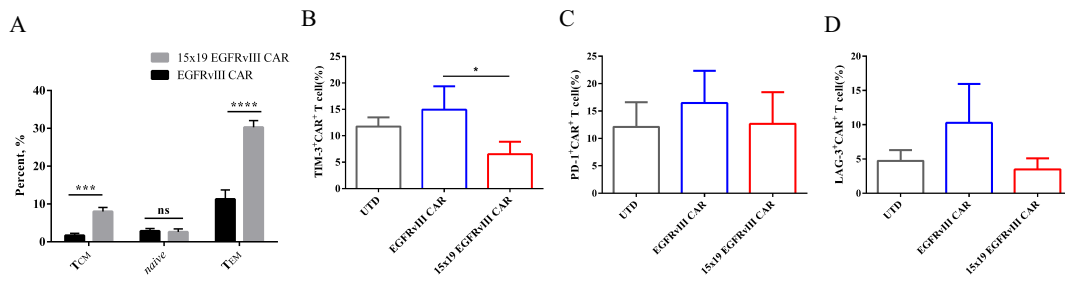 A
15x19 EGFRvIII CAR
EGFRvIII CAR
Percent, %
40
30
20
10
0
***
ns
****
TCM
naive
TEM
B
TIM-3+CAR+ T cell(%)
25
20
15
10
5
0
*
UTD
EGFRvIII CAR
15x19 EGFRvIII CAR
C
PD-1+CAR+ T cell(%)
25
20
15
10
5
0
UTD
EGFRvIII CAR
15x19 EGFRvIII CAR
D
LAG-3+CAR+ T cell(%)
20
15
10
5
0
UTD
EGFRvIII CAR
15x19 EGFRvIII CAR